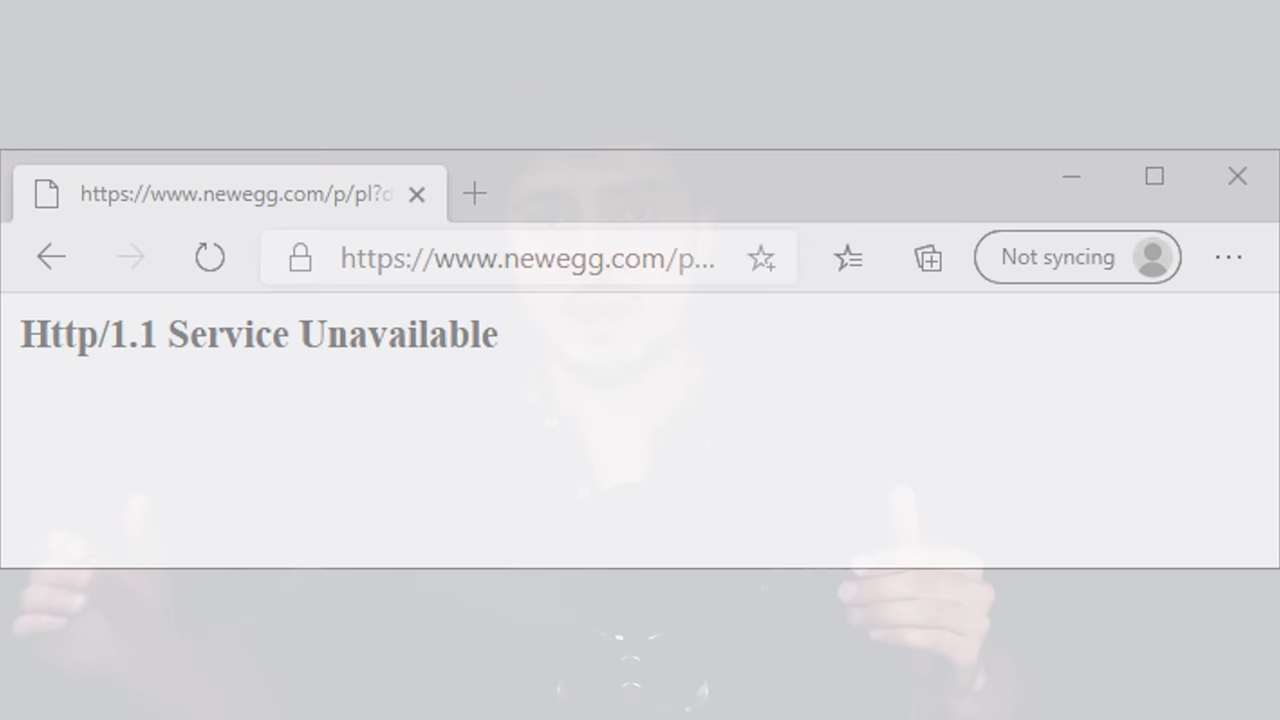 https://www.newegg.com/p/pl?d
https://www.newegg.com/p...
Not syncing
Http/1.1 Service Unavailable